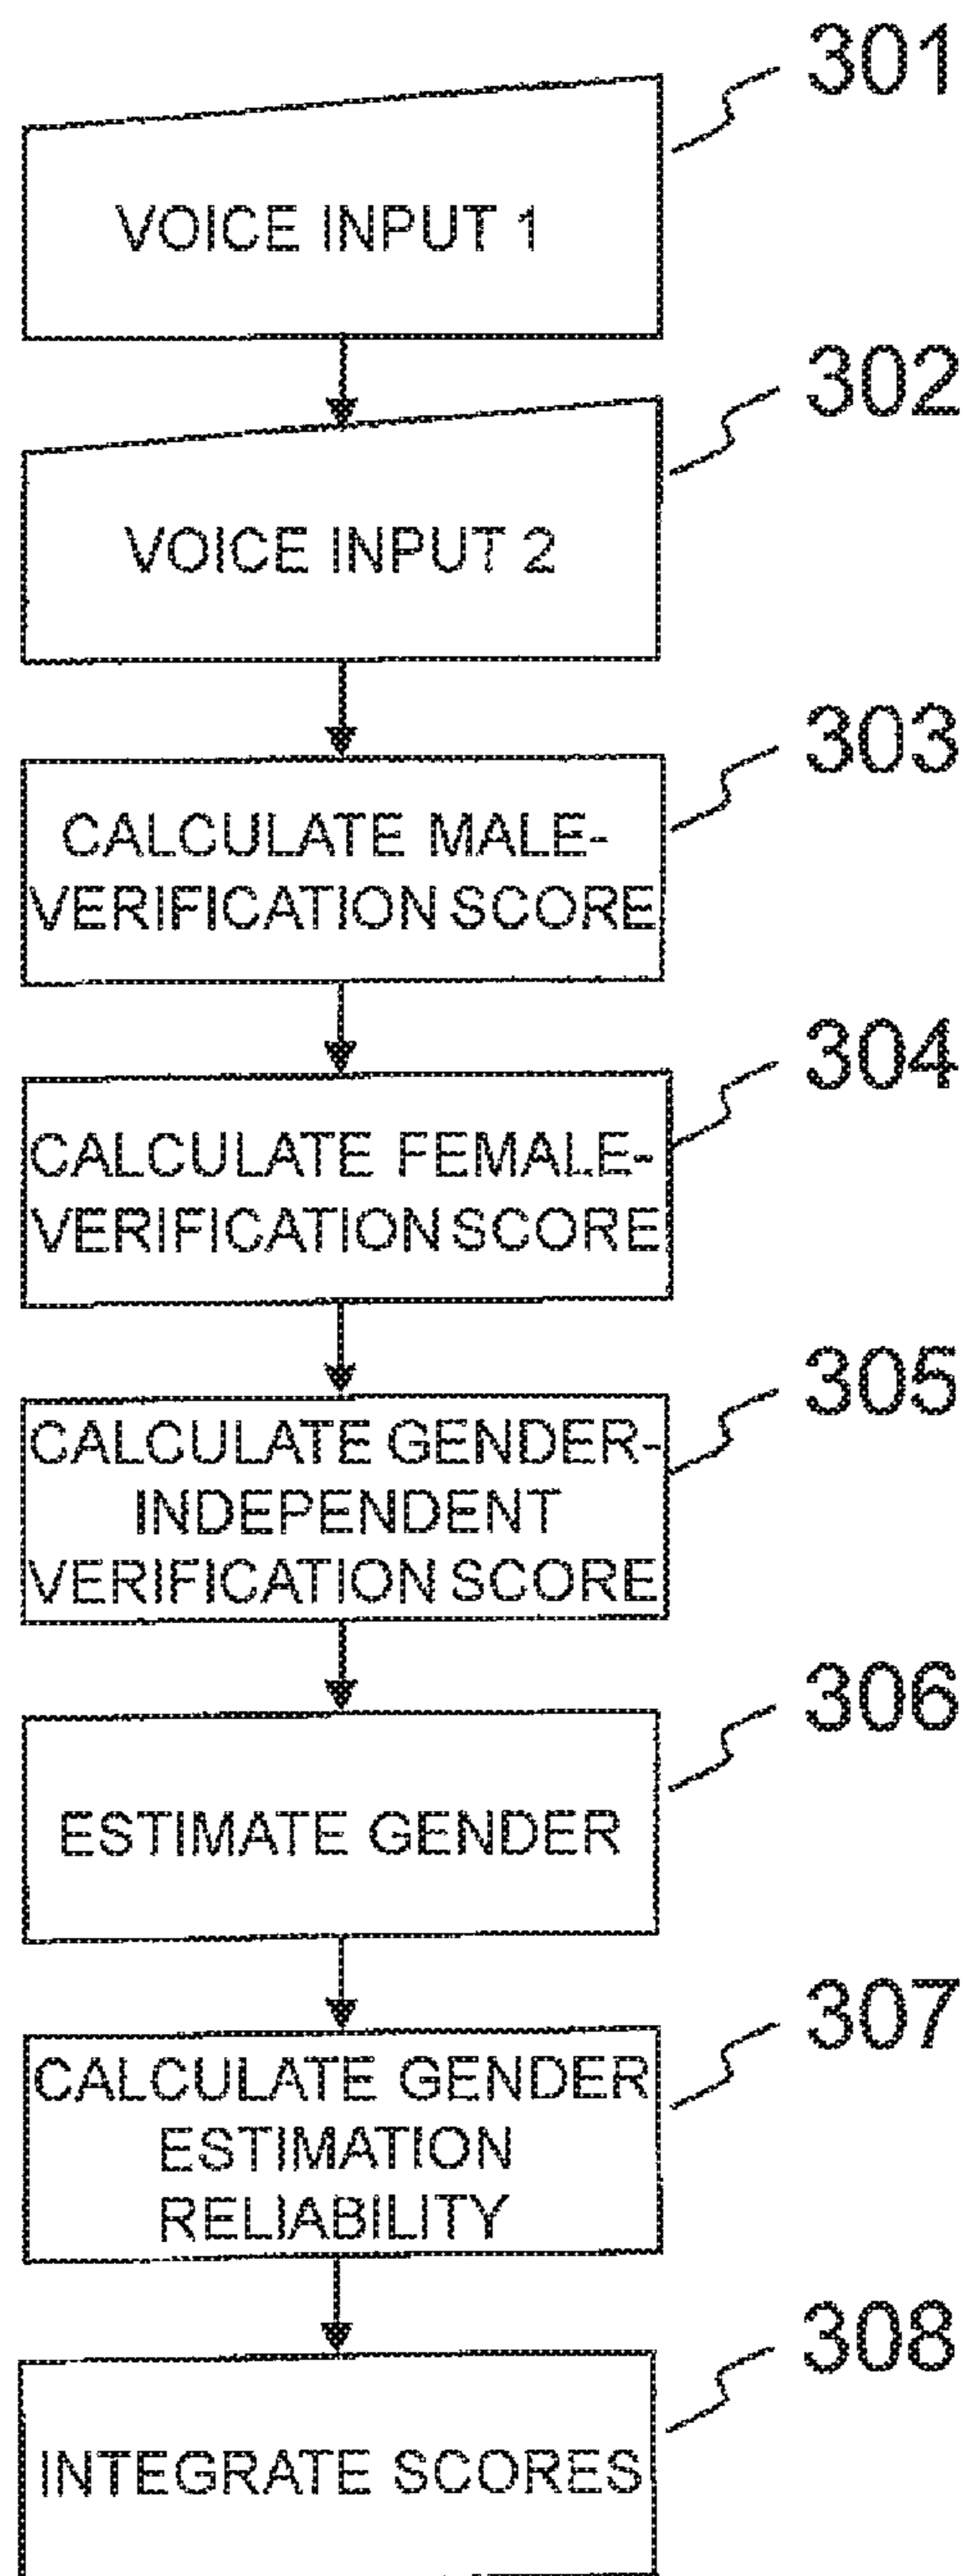 301
VOICE INPUT 1
302
VOICE INPUT 2
303
CALCULATE MALE-
VERIFICATION SCORE
304
CALCULATE FEMALE-
VERIFICATION SCORE
305
CALCULATE GENDER-
INDEPENDENT
VERIFICATION SCORE
306
ESTIMATE GENDER
307
CALCULATE GENDER
ESTIMATION
RELIABILITY
308
INTEGRATE SCORES